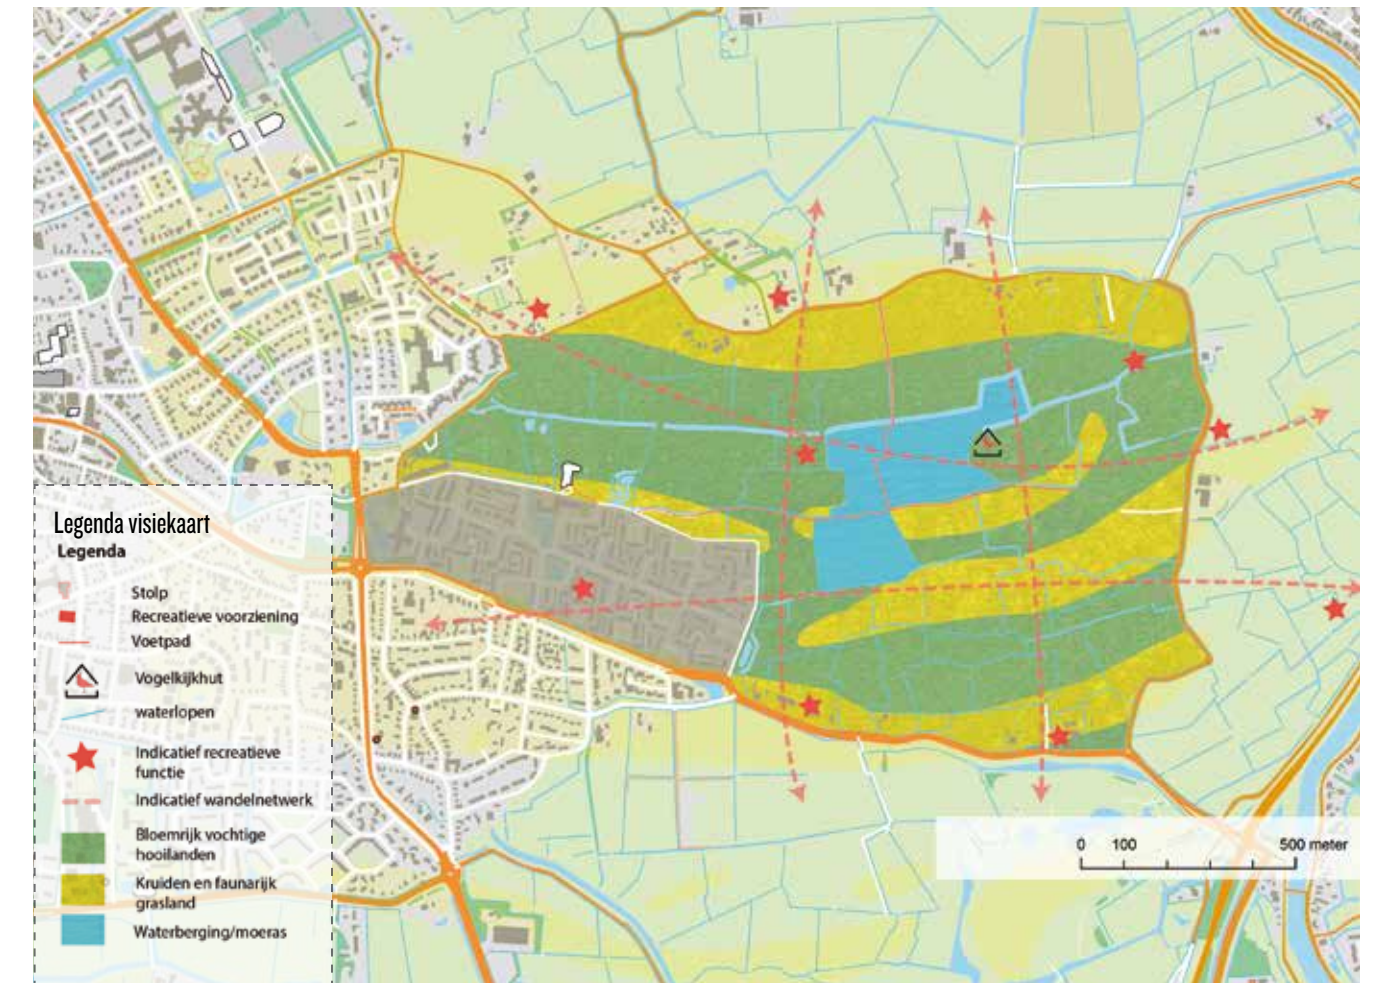 Legenda visiekaart
Legenda
Stolp
Recreatieve voorziening
Voetpad
Vogelkijkhut
waterlopen
Indicatief recreatieve
functie
Indicatief wandelnetwerk
Bloemrijk vochtige
hooilanden
Kruiden en faunarijk
grasland
Waterberging/moeras
0 100 500 meter